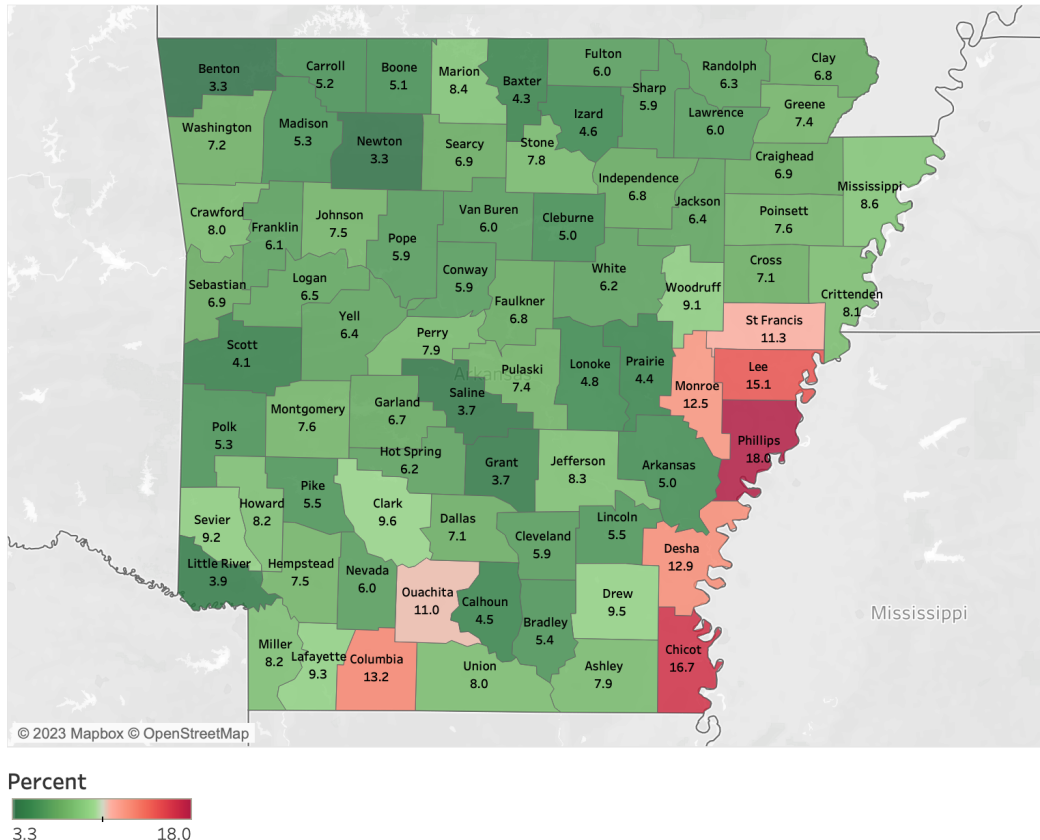 Benton
3.3
Carroll
5.2
Boone
5.1
Marion
8.4
Baxter
4.3
Fulton
6.0
Sharp
5.9
Randolph
6.3
Clay
6.8
Izard
4.6
Lawrence
6.0
Greene
7.4
Washington
7.2
Madison
5.3
Newton
3.3
Searcy
6.9
Stone
7.8
Independence
6.8
Craighead
6.9
Mississippi
8.6
Jackson
6.4
Poinsett
7.6
Crawford
8.0
Franklin
6.1
Johnson
7.5
Pope
5.9
Van Buren
6.0
Cleburne
5.0
Sebastian
6.9
Logan
6.5
Conway
5.9
White
6.2
Woodruff
9.1
Cross
7.1
Crittenden
8.1
Faulkner
6.8
Yell
6.4
St Francis
11.3
Scott
4.1
Perry
7.9
Arkansas
Pulaski
7.4
Lonoke
4.8
Prairie
4.4
Lee
15.1
Saline
3.7
Monroe
12.5
Montgomery
7.6
Garland
6.7
Polk
5.3
Phillips
18.0
Hot Spring
6.2
Grant
3.7
Jefferson
8.3
Arkansas
5.0
Pike
5.5
Howard
8.2
Clark
9.6
Sevier
9.2
Dallas
7.1
Lincoln
5.5
Cleveland
5.9
Desha
12.9
Little River
3.9
Hempstead
7.5
Nevada
6.0
Ouachita
11.0
Calhoun
4.5
Drew
9.5
Mississippi
Bradley
5.4
Miller
8.2
Lafayette
9.3
Columbia
13.2
Union
8.0
Ashley
7.9
Chicot
16.7
© 2023 Mapbox © OpenStreetMap
Percent
3.3 18.0